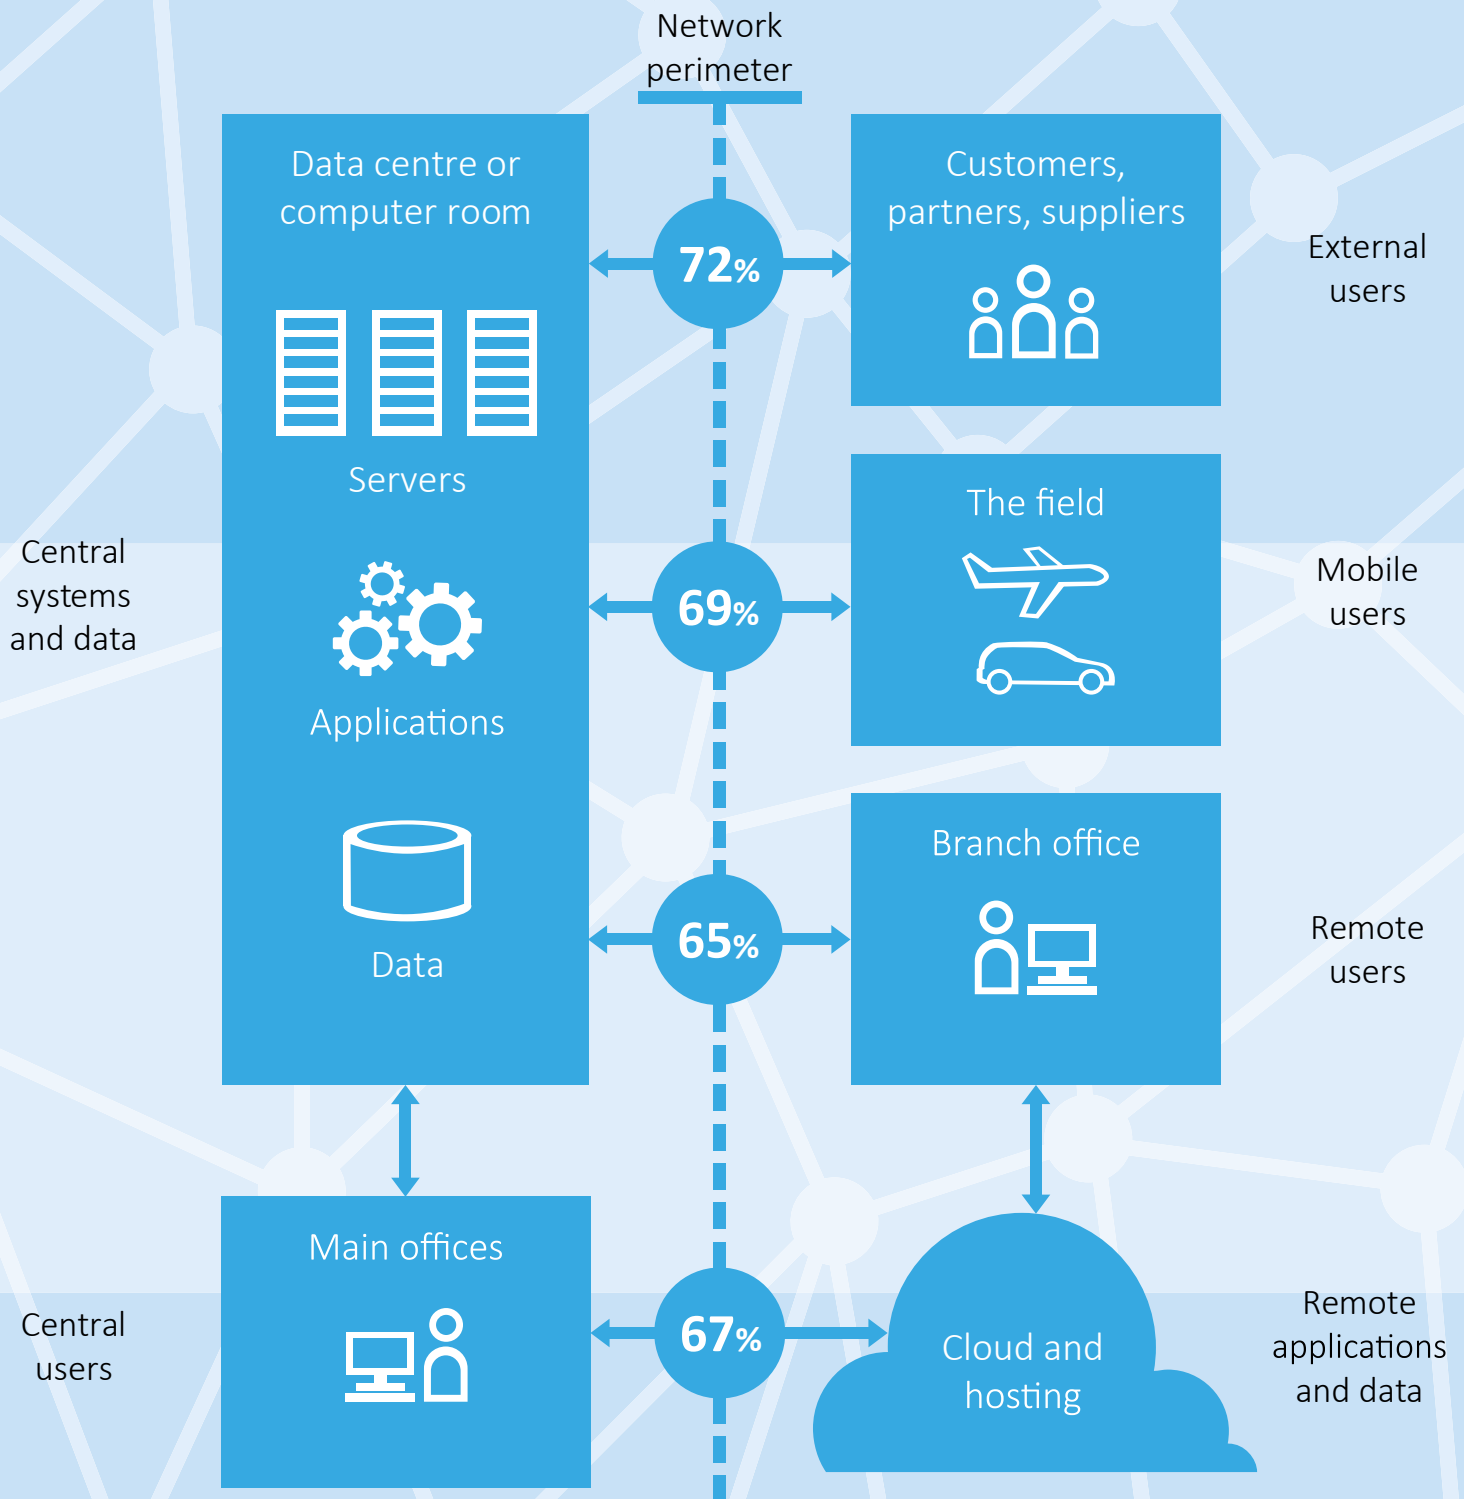 Network
perimeter
Data centre or
computer room
Servers
Applications
Data
Central
systems
and data
72%
Customers,
partners, suppliers
External
users
69%
The field
Mobile
users
65%
Branch office
Remote
users
Main offices
Central
users
67%
Cloud and
hosting
Remote
applications
and data